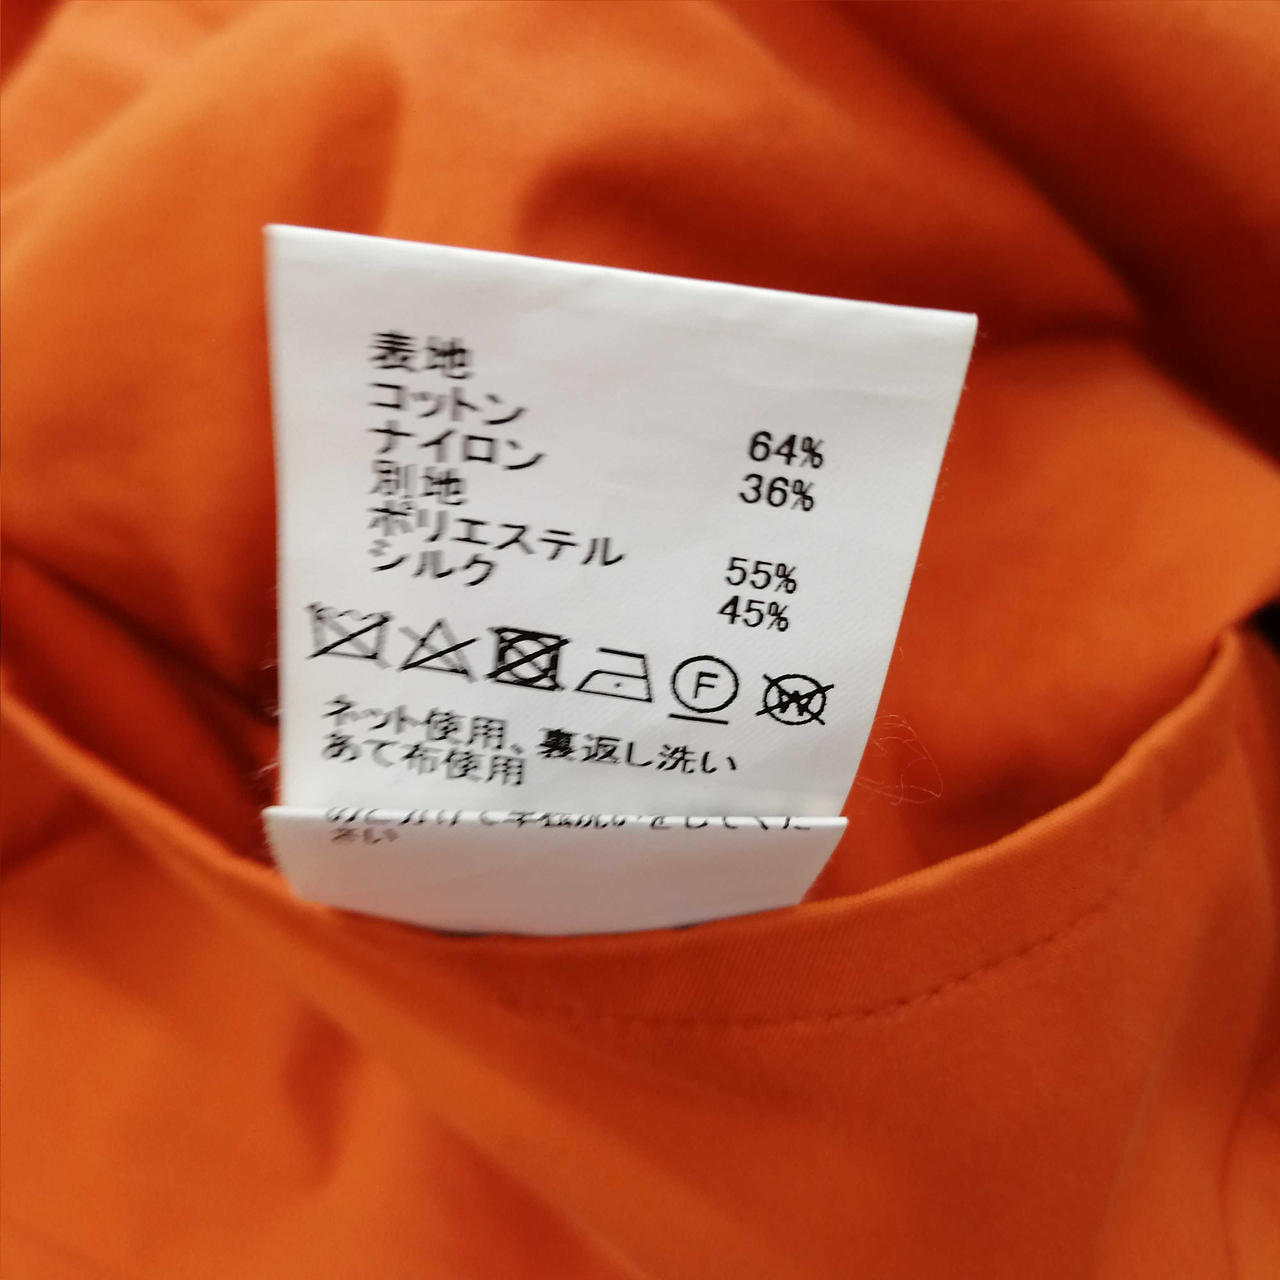 表地
コットン 64%
ナイロン 36%
別地
ポリエステル 55%
シルク 45%
F
W
ネット使用、裏返し洗い
あて布使用
さい